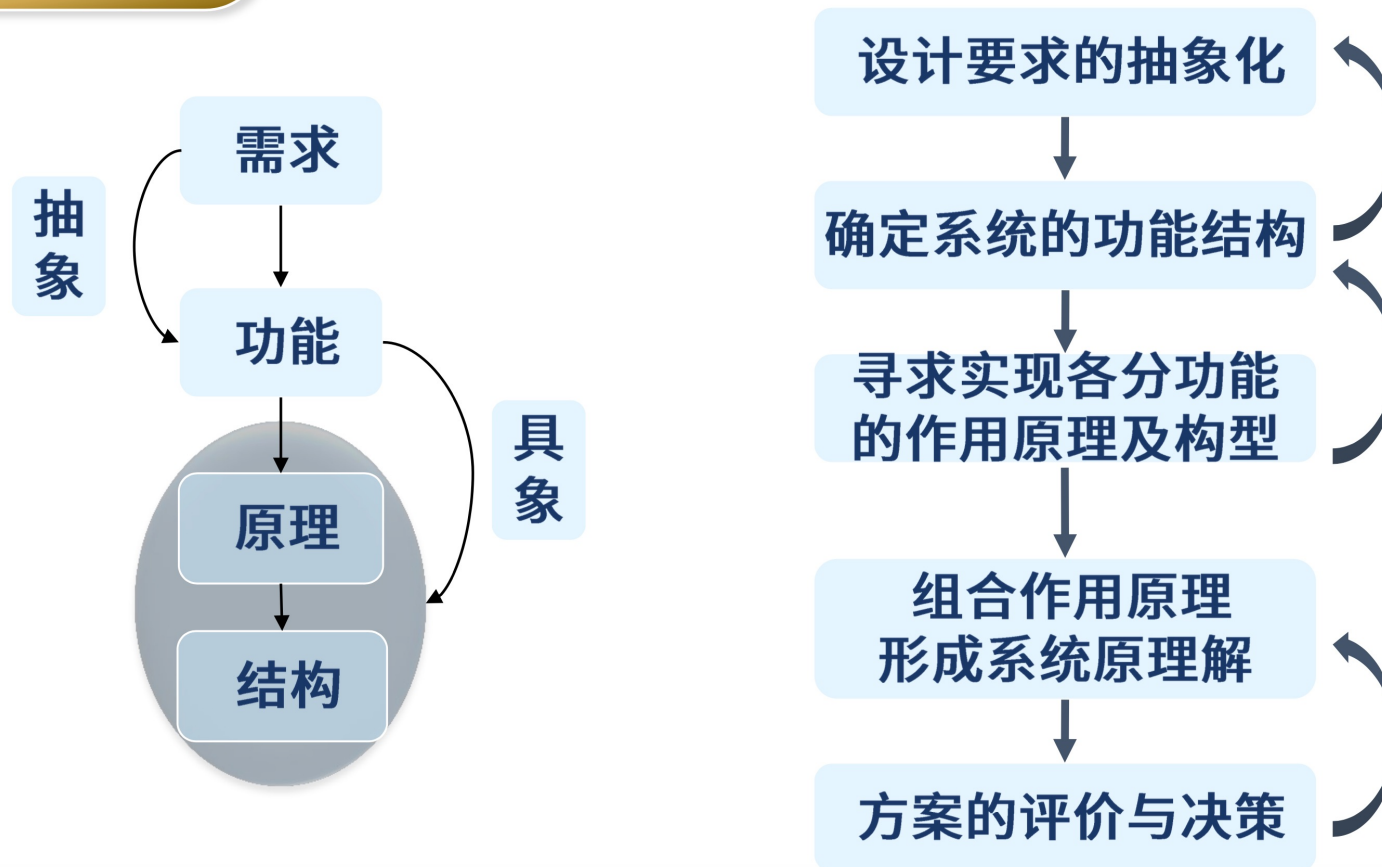 需求
抽
象
功能
具
象
原理
结构
设计要求的抽象化
确定系统的功能结构
寻求实现各分功能
的作用原理及构型
组合作用原理
形成系统原理解
方案的评价与决策